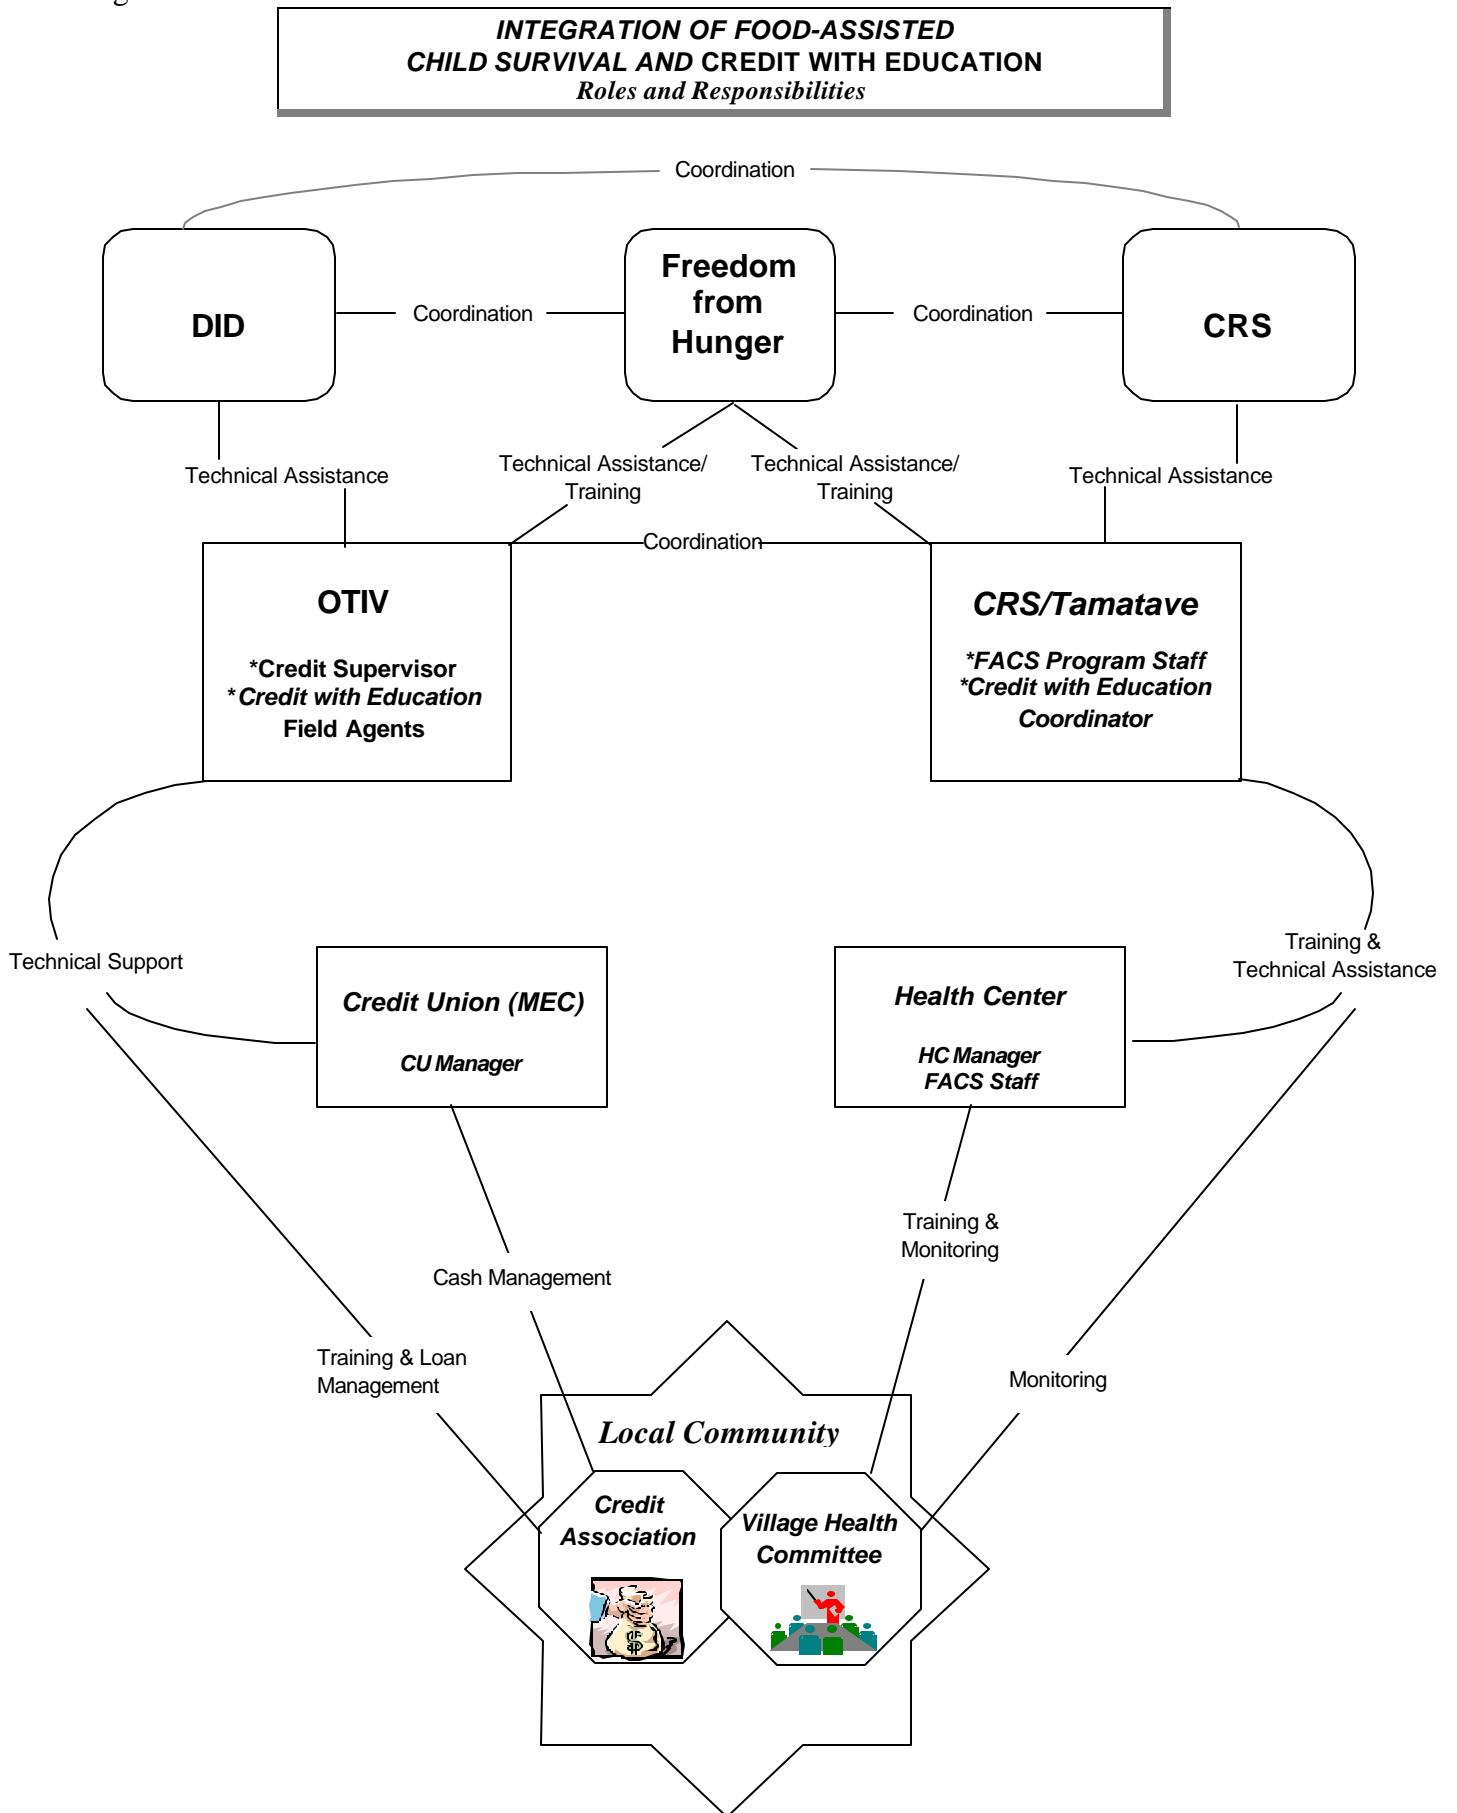 INTEGRATION OF FOOD-ASSISTED
CHILD SURVIVAL AND CREDIT WITH EDUCATION
Roles and Responsibilities
Coordination
DID
Coordination
Freedom
from
Hunger
Coordination
CRS
Technical Assistance
Technical Assistance/
Training
Technical Assistance/
Training
Technical Assistance
Coordination
OTIV
*Credit Supervisor
*Credit with Education
Field Agents
CRS/Tamatave
*FACS Program Staff
*Credit with Education
Coordinator
Technical Support
Training &
Technical Assistance
Credit Union (MEC)
CU Manager
Health Center
HC Manager
FACS Staff
Training &
Monitoring
Cash Management
Training & Loan
Management
Monitoring
Local Community
Credit
Association
Village Health
Committee
$